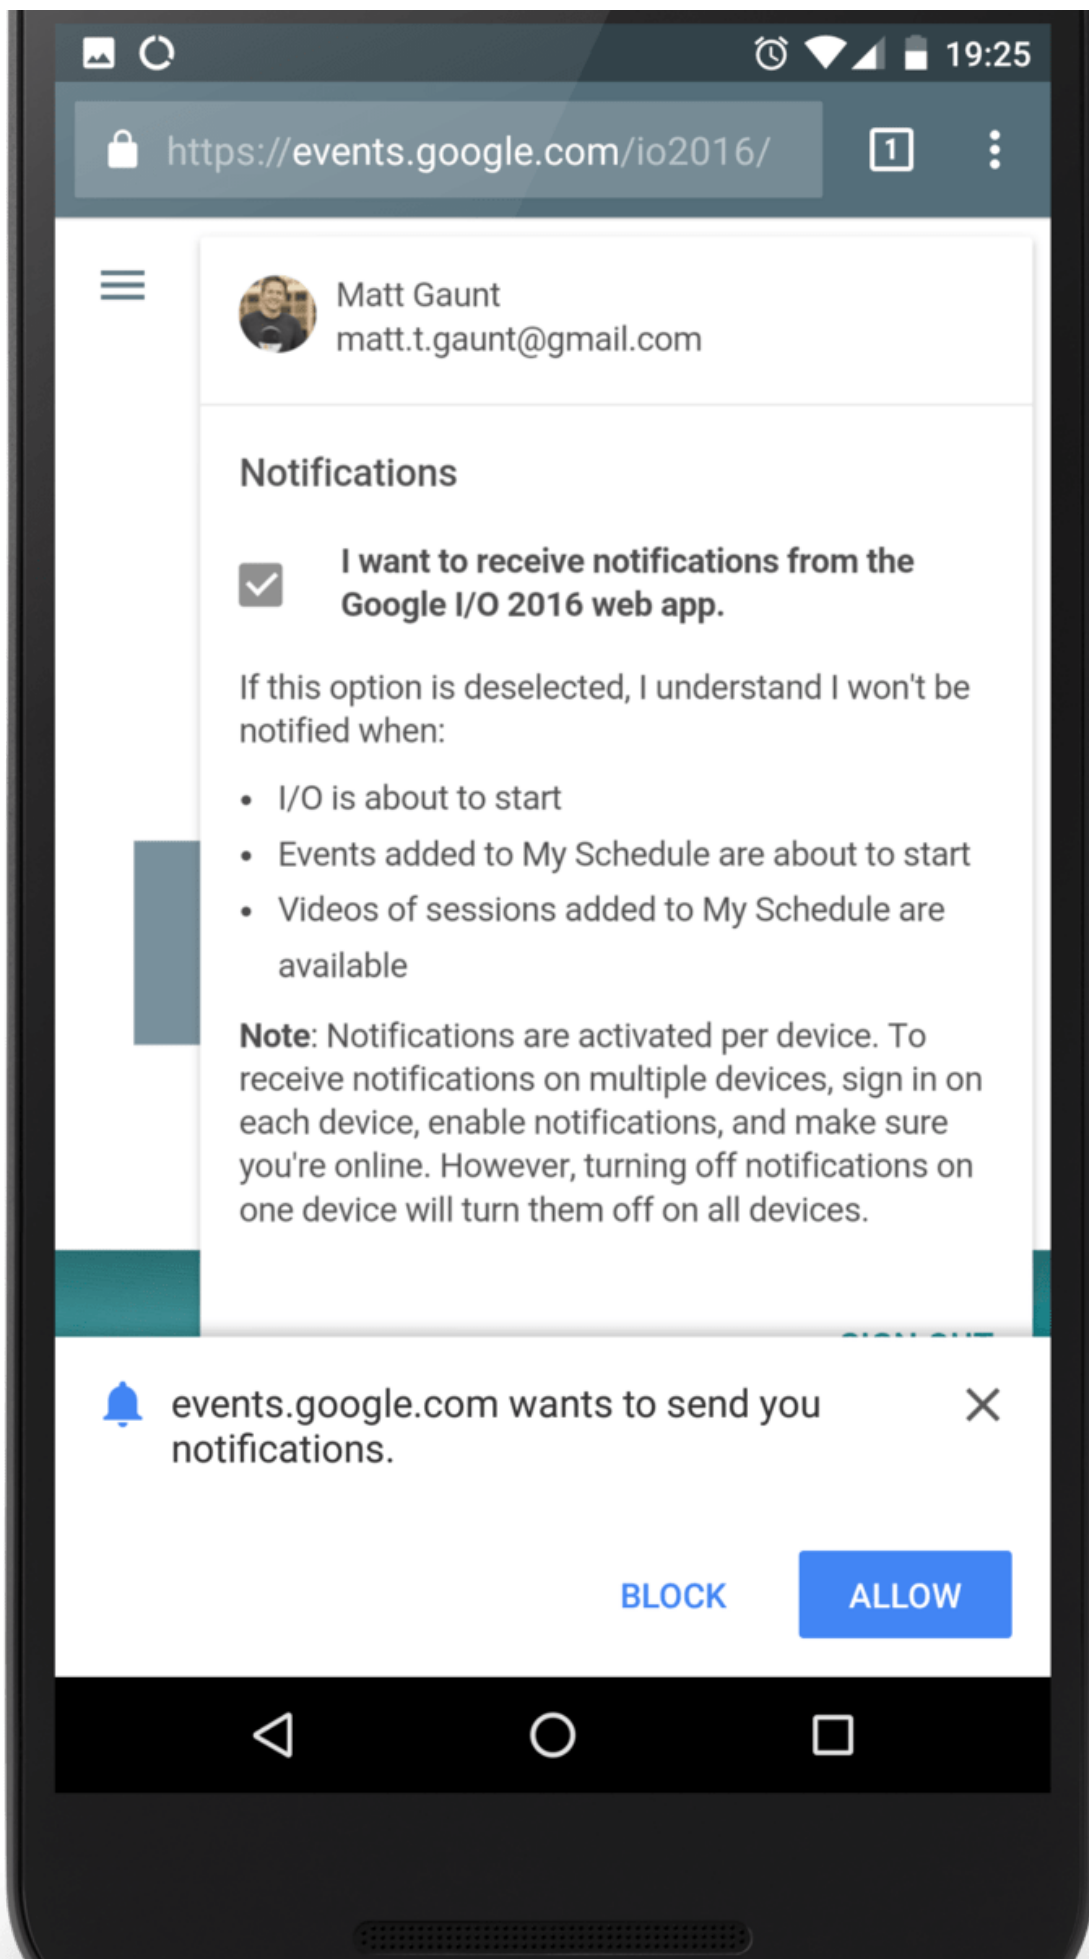 19:25
https://events.google.com/io2016/
1
Matt Gaunt
matt.t.gaunt@gmail.com
Notifications
I want to receive notifications from the
Google I/O 2016 web app.
If this option is deselected, I understand I won't be
notified when:
• I/O is about to start
• Events added to My Schedule are about to start
• Videos of sessions added to My Schedule are
available
Note: Notifications are activated per device. To
receive notifications on multiple devices, sign in on
each device, enable notifications, and make sure
you're online. However, turning off notifications on
one device will turn them off on all devices.
SIGN OUT
events.google.com wants to send you
notifications.
BLOCK
ALLOW